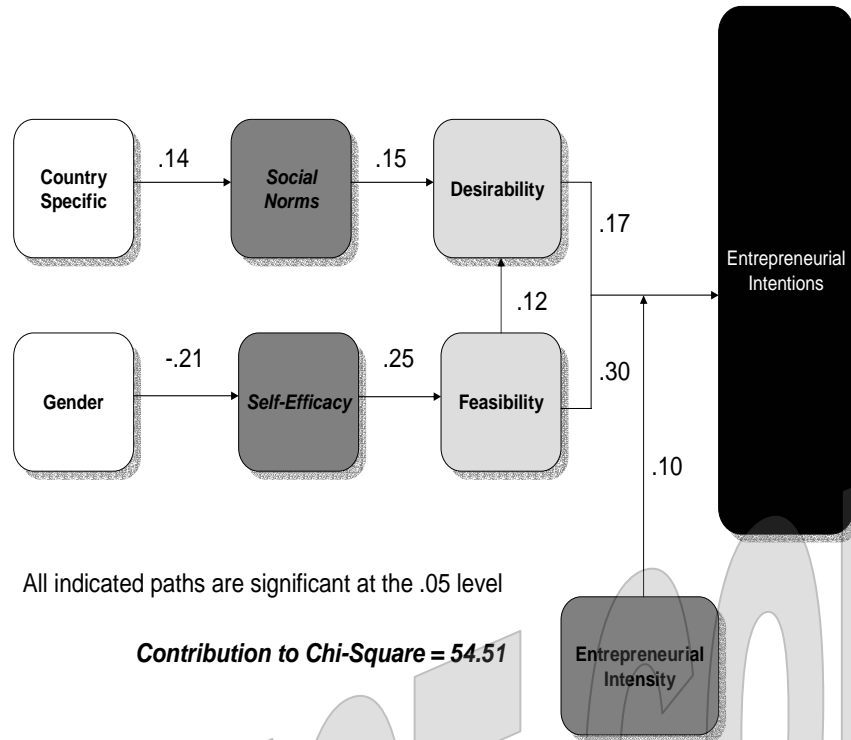 Country
Specific
.14
Social
Norms
.15
Desirability
.17
Entrepreneurial
Intentions
.12
Gender
-.21
Self-Efficacy
.25
Feasibility
.30
.10
All indicated paths are significant at the .05 level
Contribution to Chi-Square = 54.51
Entrepreneurial
Intensity